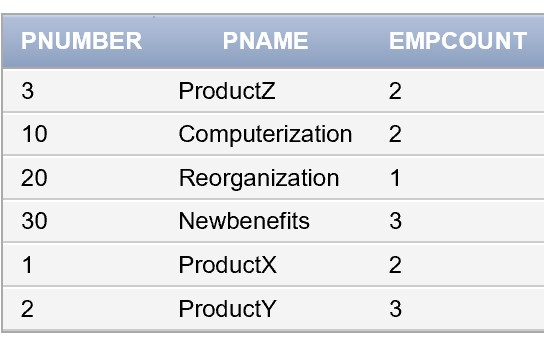 PNUMBER PNAME EMPCOUNT
3 ProductZ 2
10 Computerization 2
20 Reorganization 1
30 Newbenefits 3
1 ProductX 2
2 ProductY 3